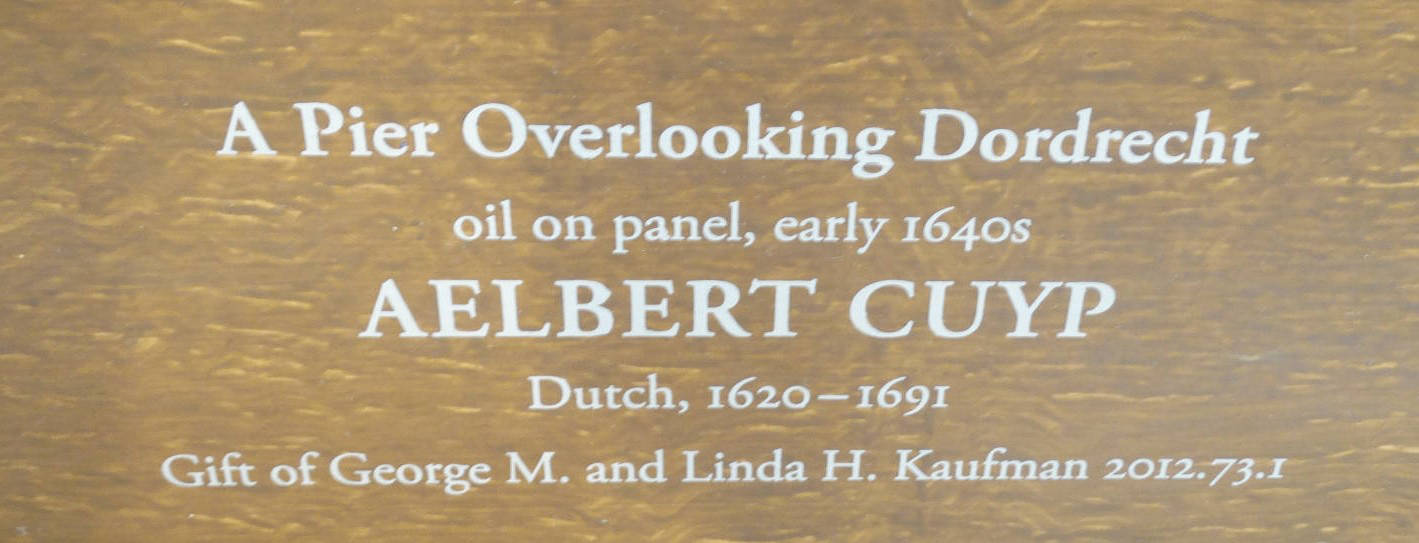 A Pier Overlooking Dordrecht
oil on panel, early 1640s
AELBERT CUYP
Dutch, 1620–1691
Gift of George M. and Linda H. Kaufman 2012.73.1